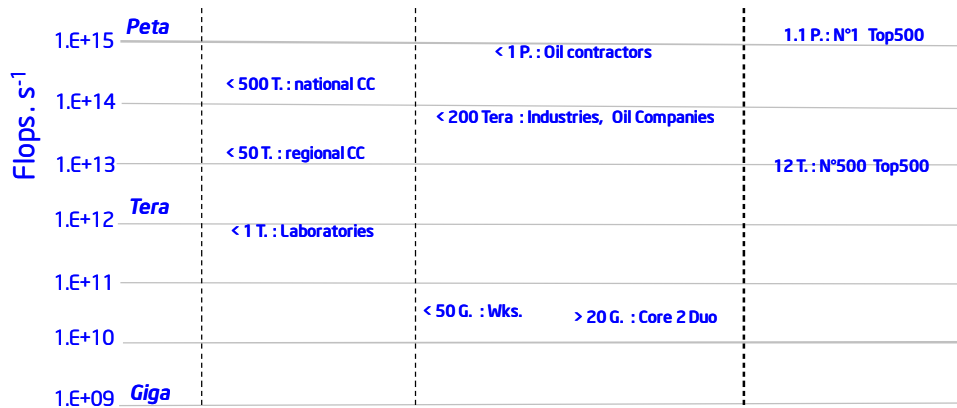 Peta
1.E+15
1.1 P. : N°1 Top500
< 1 P. : Oil contractors
< 500 T. : national CC
1.E+14
< 200 Tera : Industries, Oil Companies
Flops . s-1
< 50 T. : regional CC
1.E+13
12 T. : N°500 Top500
Tera
1.E+12
< 1 T. : Laboratories
1.E+11
< 50 G. : Wks.
> 20 G. : Core 2 Duo
1.E+10
1.E+09
Giga